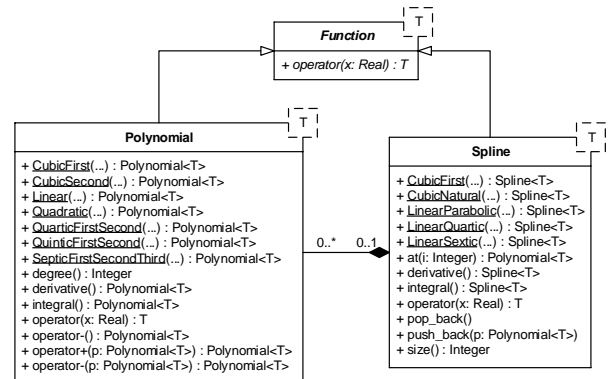 Function
T
+ operator(x: Real) : T
Polynomial
T
+ CubicFirst(...) : Polynomial<T>
+ CubicSecond(...) : Polynomial<T>
+ Linear(...) : Polynomial<T>
+ Quadratic(...) : Polynomial<T>
+ QuarticFirstSecond(...) : Polynomial<T>
+ QuinticFirstSecond(...) : Polynomial<T>
+ SepticFirstSecondThird(...) : Polynomial<T>
+ degree() : Integer
+ derivative() : Polynomial<T>
+ integral() : Polynomial<T>
+ operator(x: Real) : T
+ operator-() : Polynomial<T>
+ operator+(p: Polynomial<T>) : Polynomial<T>
+ operator-(p: Polynomial<T>) : Polynomial<T>
0..*
0..1
Spline
T
+ CubicFirst(...) : Spline<T>
+ CubicNatural(...) : Spline<T>
+ LinearParabolic(...) : Spline<T>
+ LinearQuartic(...) : Spline<T>
+ LinearSextic(...) : Spline<T>
+ at(i: Integer) : Polynomial<T>
+ derivative() : Spline<T>
+ integral() : Spline<T>
+ operator(x: Real) : T
+ pop_back()
+ push_back(p: Polynomial<T>)
+ size() : Integer